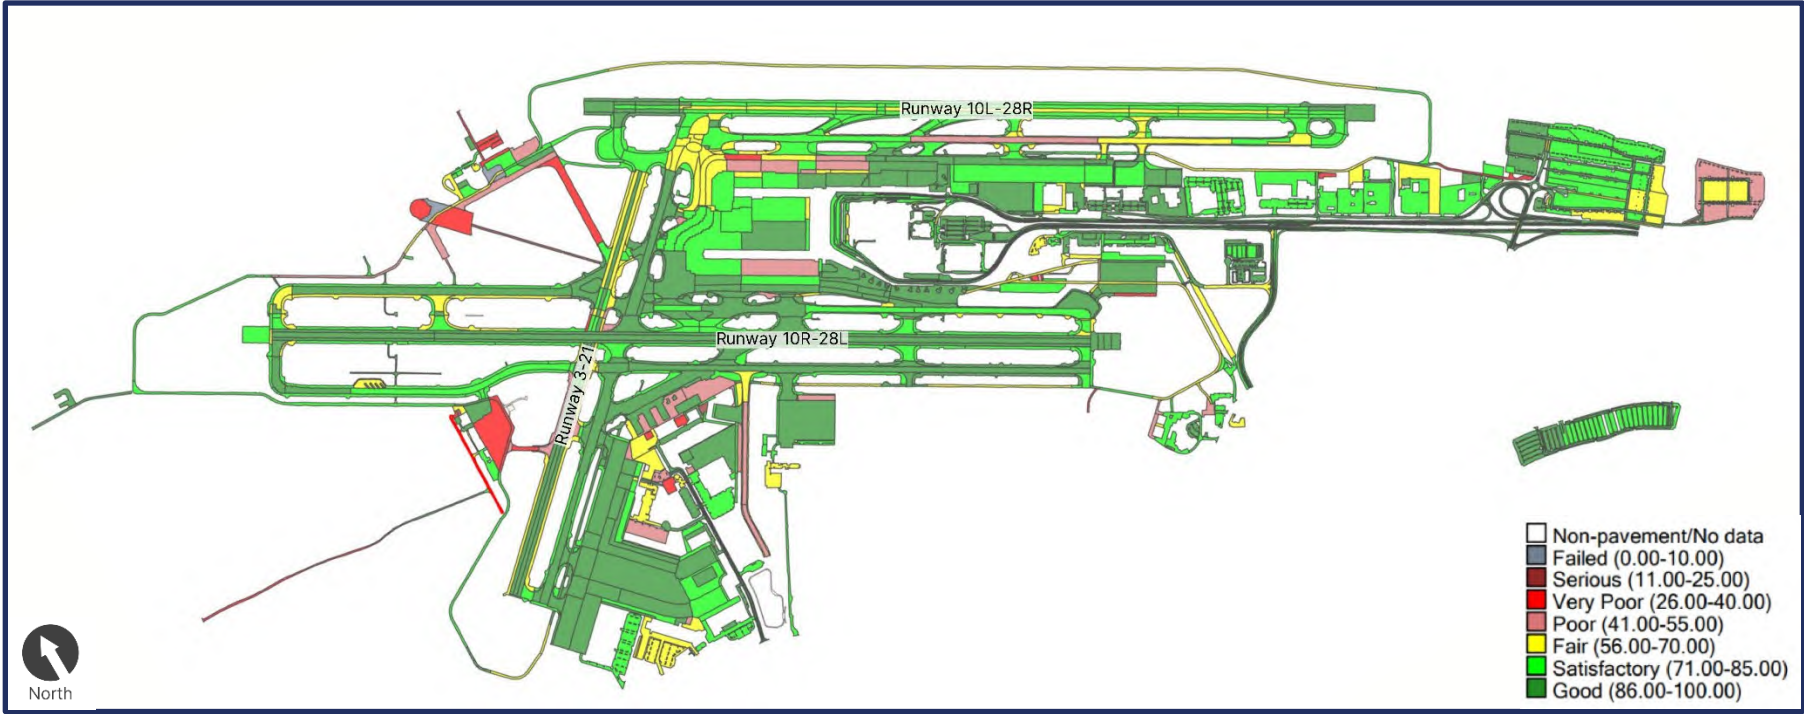 Runway 10L-28R
Runway 10R-28L
Runway 3-21
Non-pavement/No data
Failed (0.00-10.00)
Serious (11.00-25.00)
Very Poor (26.00-40.00)
Poor (41.00-55.00)
Fair (56.00-70.00)
Satisfactory (71.00-85.00)
Good (86.00-100.00)
North